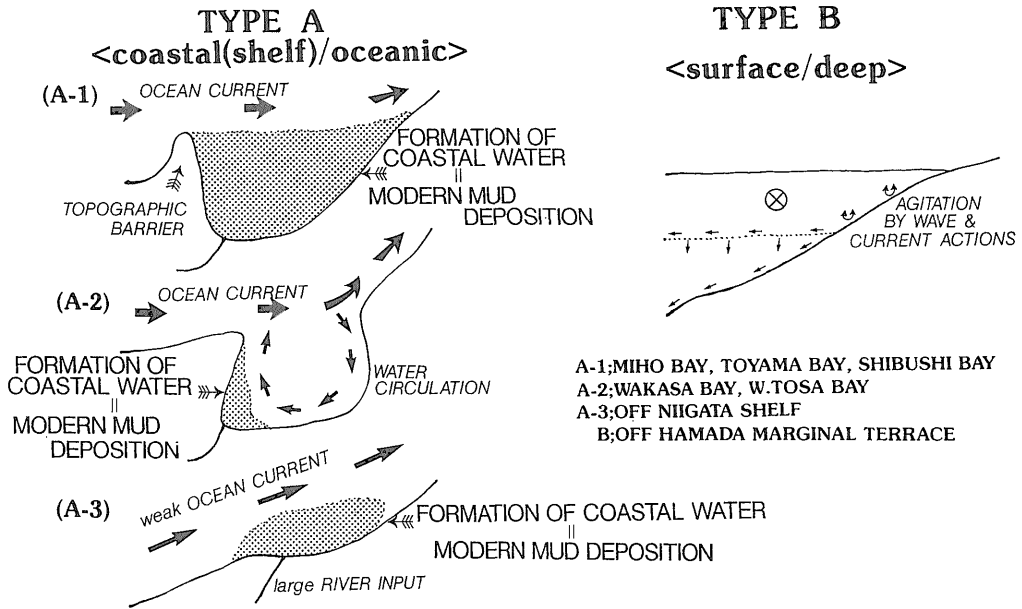 TYPE A
<coastal(shelf)/oceanic>
(A-1)
OCEAN CURRENT
TOPOGRAPHIC
BARRIER
FORMATION OF
COASTAL WATER
=
MODERN MUD
DEPOSITION
(A-2)
OCEAN CURRENT
FORMATION OF
COASTAL WATER
=
MODERN MUD
DEPOSITION
WATER
CIRCULATION
(A-3)
weak OCEAN CURRENT
FORMATION OF COASTAL WATER
=
MODERN MUD DEPOSITION
large RIVER INPUT
TYPE B
<surface/deep>
AGITATION
BY WAVE &
CURRENT ACTIONS
A-1;MIHO BAY, TOYAMA BAY, SHIBUSHI BAY
A-2;WAKASA BAY, W.TOSA BAY
A-3;OFF NIIGATA SHELF
B;OFF HAMADA MARGINAL TERRACE